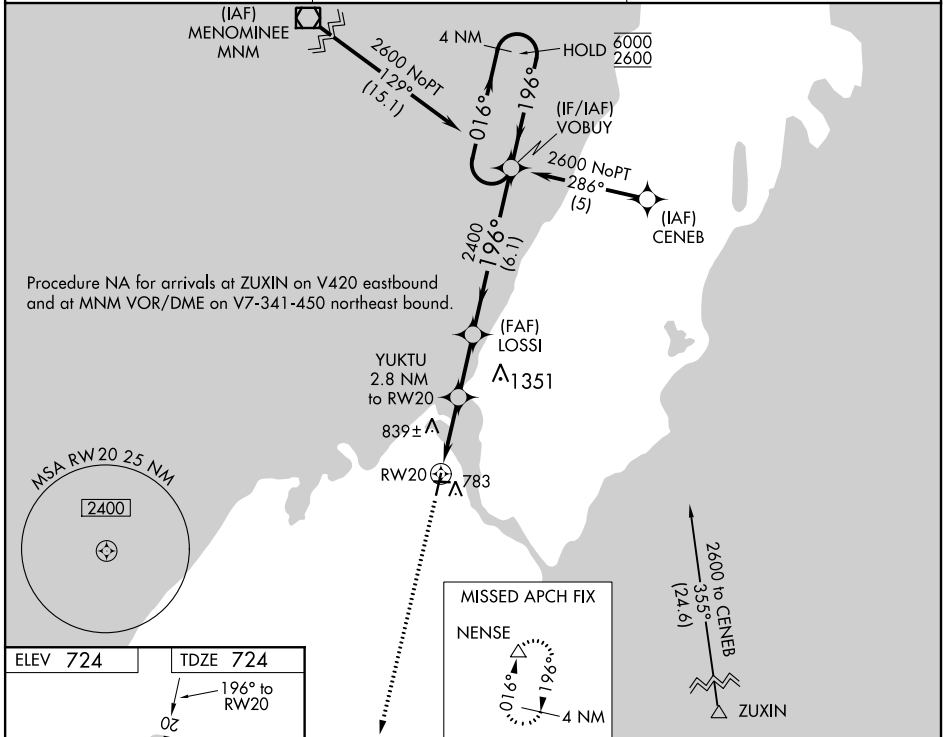 (IAF)
MENOMINEE
MNM
2600 NoPT
129°
(15.1)
4 NM
HOLD
6000
2600
016°
196°
(IF/IAF)
VOBUY
2600 NoPT
286°
(5)
(IAF)
CENEB
2400
196°
(6.1)
Procedure NA for arrivals at ZUXIN on V420 eastbound
and at MNM VOR/DME on V7-341-450 northeast bound.
(FAF)
LOSSI
YUKTU
2.8 NM
to RW20
1351
839±
RW20
783
MSA RW20 25 NM
2400
2600 to CENEB
355°
(24.6)
ZUXIN
MISSED APCH FIX
NENSE
016°
196°
4 NM
ELEV 724
TDZE 724
196° to
RW20
20